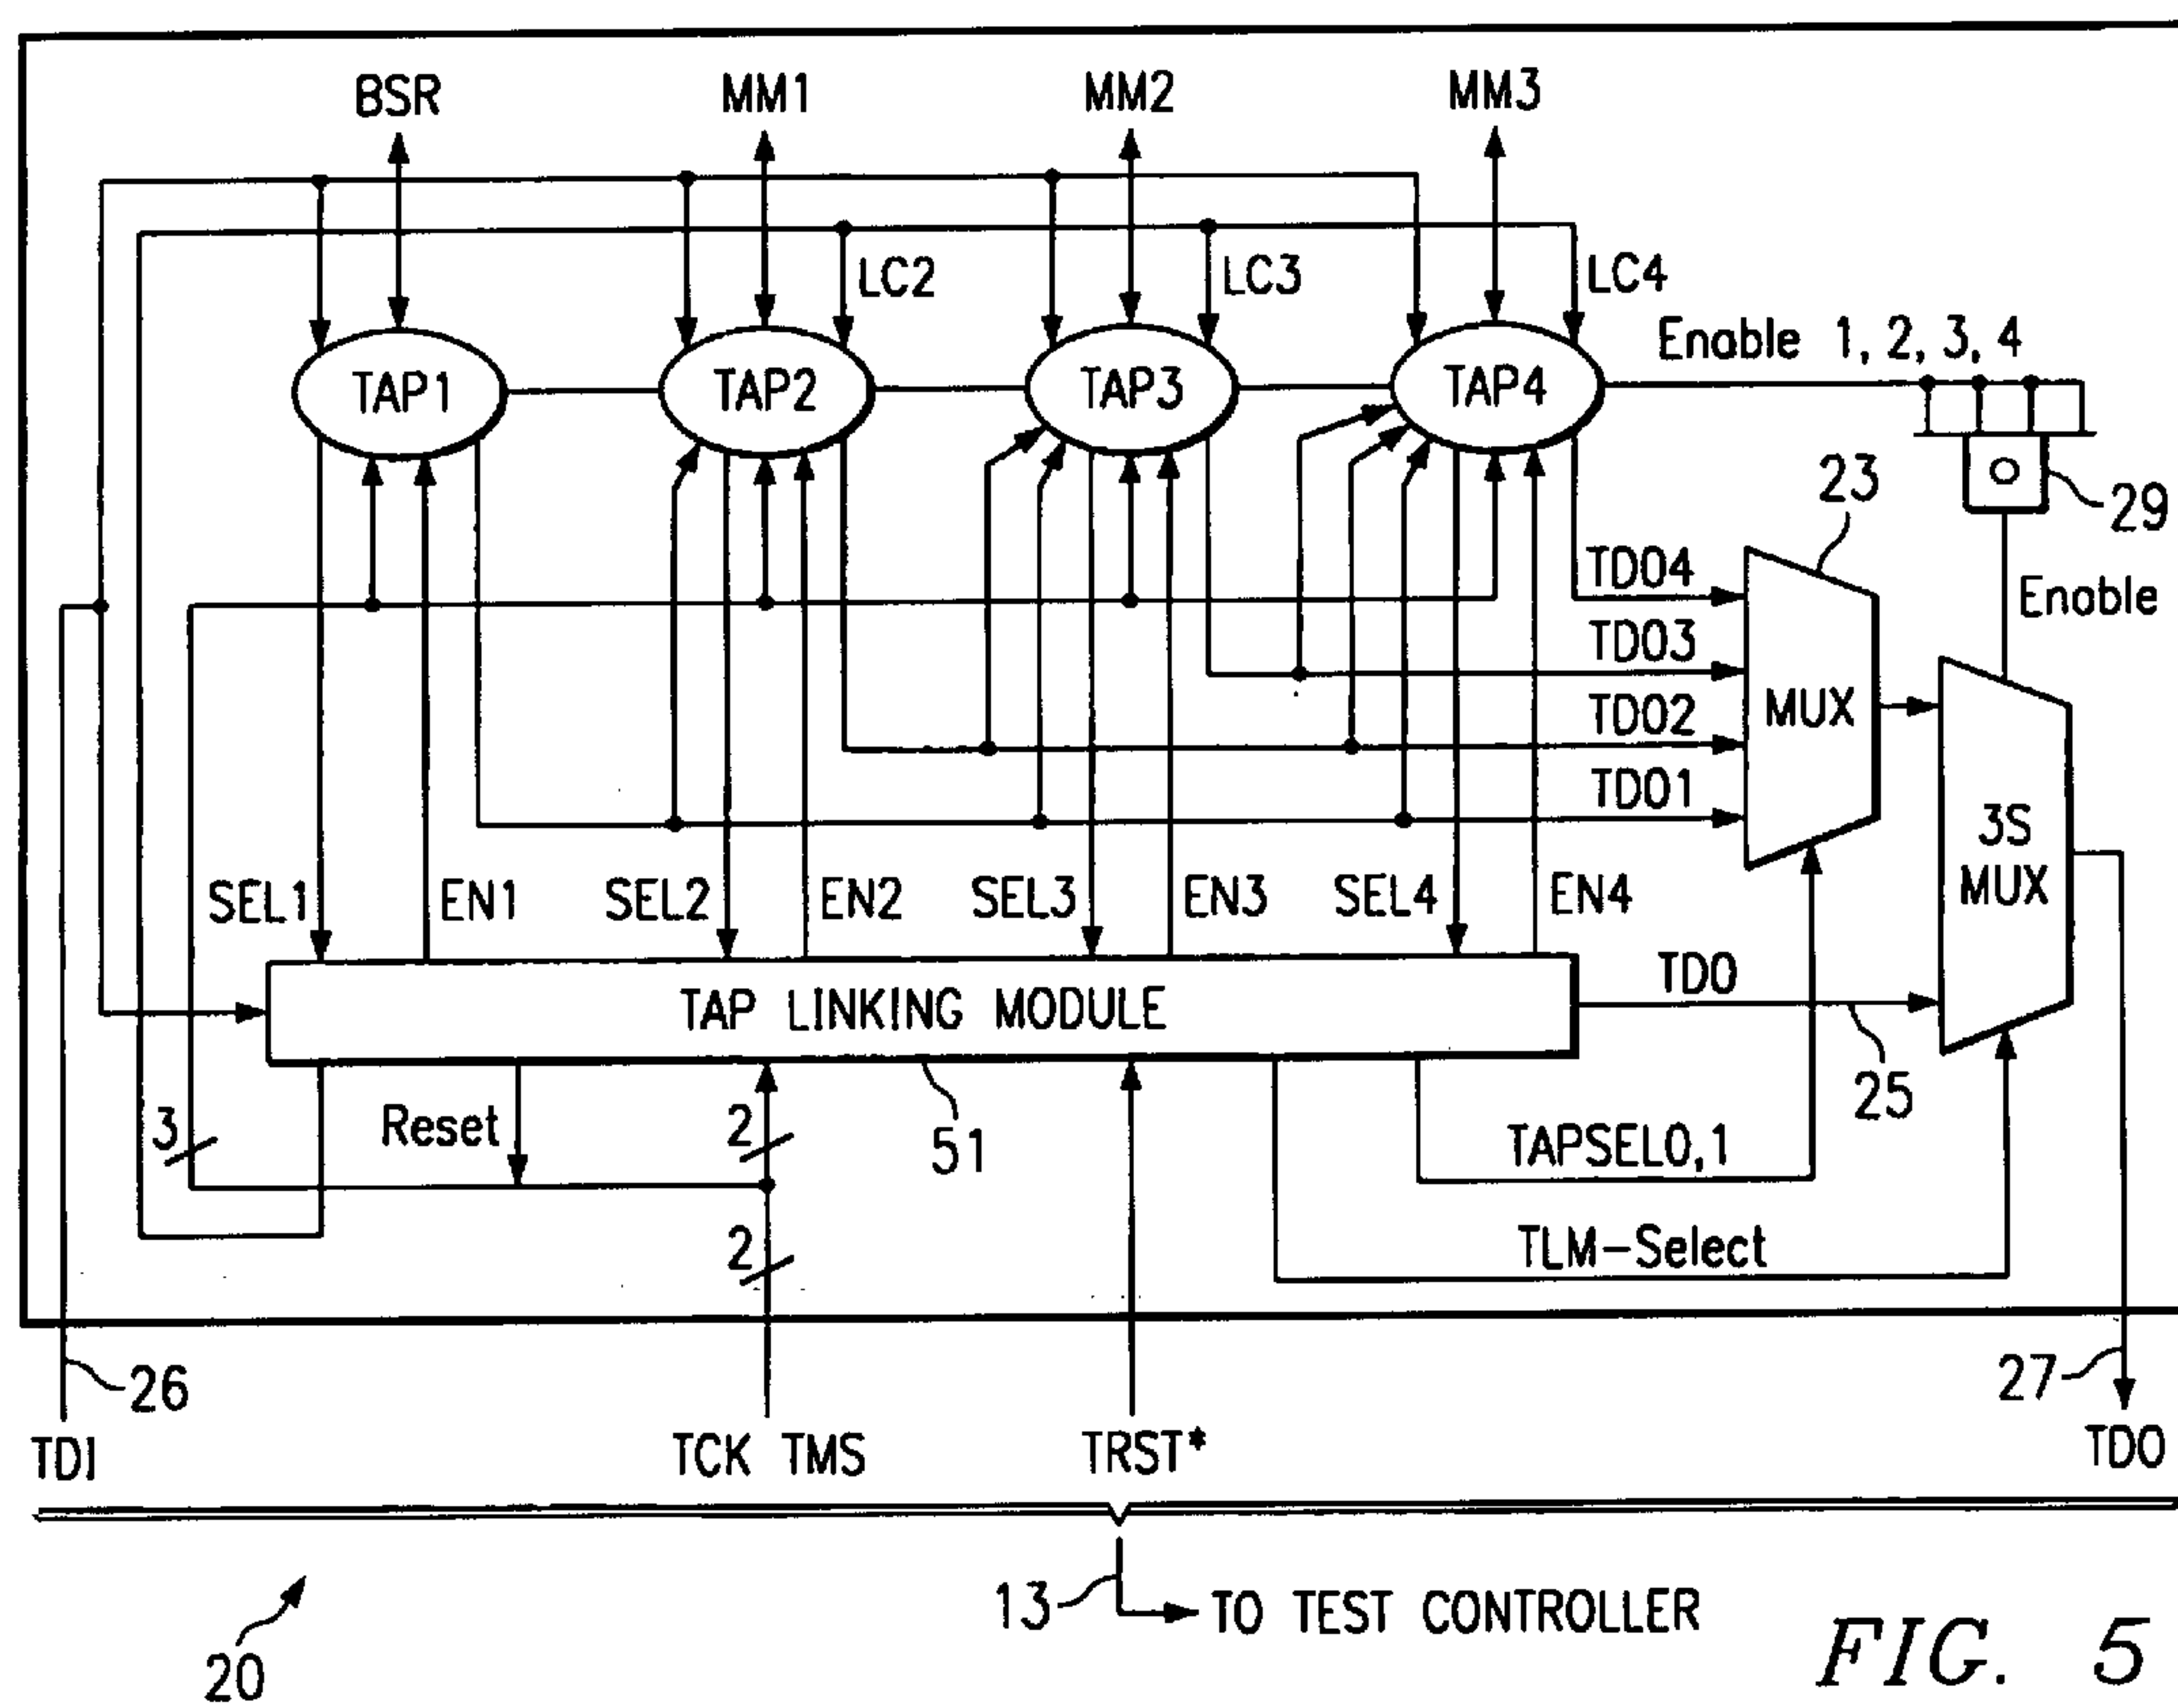 BSR MM1 MM2 MM3
LC2 LC3 LC4
Enable 1, 2, 3, 4
TAP1 TAP2 TAP3 TAP4
23
29
TDO4
Enable
TDO3
TDO2
MUX
TDO1
3S
MUX
SEL1 EN1 SEL2 EN2 SEL3 EN3 SEL4 EN4
TDO
TAP LINKING MODULE
25
3
Reset
2
51
TAPSEL0,1
2
TLM-Select
26
27
TDI TCK TMS TRST* TDO
13
TO TEST CONTROLLER
20
FIG. 5